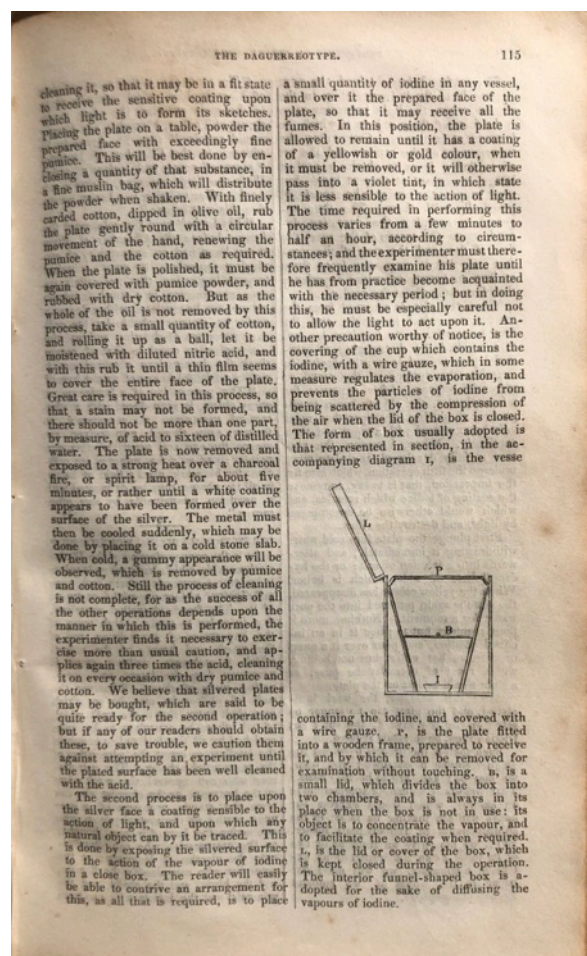 THE DAGUERREOTYPE. 115
cleaning it, so that it may be in a fit state
to receive the sensitive coating upon
which light is to form its sketches.
Placing the plate on a table, powder the
prepared face with exceedingly fine
pumice. This will be best done by en-
closing a quantity of that substance, in
a fine muslin bag, which will distribute
the powder when shaken. With finely
carded cotton, dipped in olive oil, rub
the plate gently round with a circular
movement of the hand, renewing the
pumice and the cotton as required.
When the plate is polished, it must be
again covered with pumice powder, and
rubbed with dry cotton. But as the
whole of the oil is not removed by this
process, take a small quantity of cotton,
and rolling it up as a ball, let it be
moistened with diluted nitric acid, and
with this rub it until a thin film seems
to cover the entire face of the plate.
Great care is required in this process, so
that a stain may not be formed, and
there should not be more than one part,
by measure, of acid to sixteen of distilled
water. The plate is now removed and
exposed to a strong heat over a charcoal
fire, or spirit lamp, for about five
minutes, or rather until a white coating
appears to have been formed over the
surface of the silver. The metal must
then be cooled suddenly, which may be
done by placing it on a cold stone slab.
When cold, a gummy appearance will be
observed, which is removed by pumice
and cotton. Still the process of cleaning
is not complete, for as the success of all
the other operations depends upon the
manner in which this is performed, the
experimenter finds it necessary to exer-
cise more than usual caution, and ap-
plies again three times the acid, cleaning
it on every occasion with dry pumice and
cotton. We believe that silvered plates
may be bought, which are said to be
quite ready for the second operation;
but if any of our readers should obtain
these, to save trouble, we caution them
against attempting an experiment until
the plated surface has been well cleaned
with the acid.
The second process is to place upon
the silver face a coating sensible to the
action of light, and upon which any
natural object can by it be traced. This
is done by exposing the silvered surface
to the action of the vapour of iodine
in a close box. The reader will easily
be able to contrive an arrangement for
this, as all that is required, is to place
a small quantity of iodine in any vessel,
and over it the prepared face of the
plate, so that it may receive all the
fumes. In this position, the plate is
allowed to remain until it has a coating
of a yellowish or gold colour, when
it must be removed, or it will otherwise
pass into a violet tint, in which state
it is less sensible to the action of light.
The time required in performing this
process varies from a few minutes to
half an hour, according to circum-
stances; and the experimenter must there-
fore frequently examine his plate until
he has from practice become acquainted
with the necessary period; but in doing
this, he must be especially careful not
to allow the light to act upon it. An-
other precaution worthy of notice, is the
covering of the cup which contains the
iodine, with a wire gauze, which in some
measure regulates the evaporation, and
prevents the particles of iodine from
being scattered by the compression of
the air when the lid of the box is closed.
The form of box usually adopted is
that represented in section, in the ac-
companying diagram I, is the vesse
L
P
B
I
containing the iodine, and covered with
a wire gauze. P, is the plate fitted
into a wooden frame, prepared to receive
it, and by which it can be removed for
examination without touching. B, is a
small lid, which divides the box into
two chambers, and is always in its
place when the box is not in use: its
object is to concentrate the vapour, and
to facilitate the coating when required.
L, is the lid or cover of the box, which
is kept closed during the operation.
The interior funnel-shaped box is a-
dopted for the sake of diffusing the
vapours of iodine.